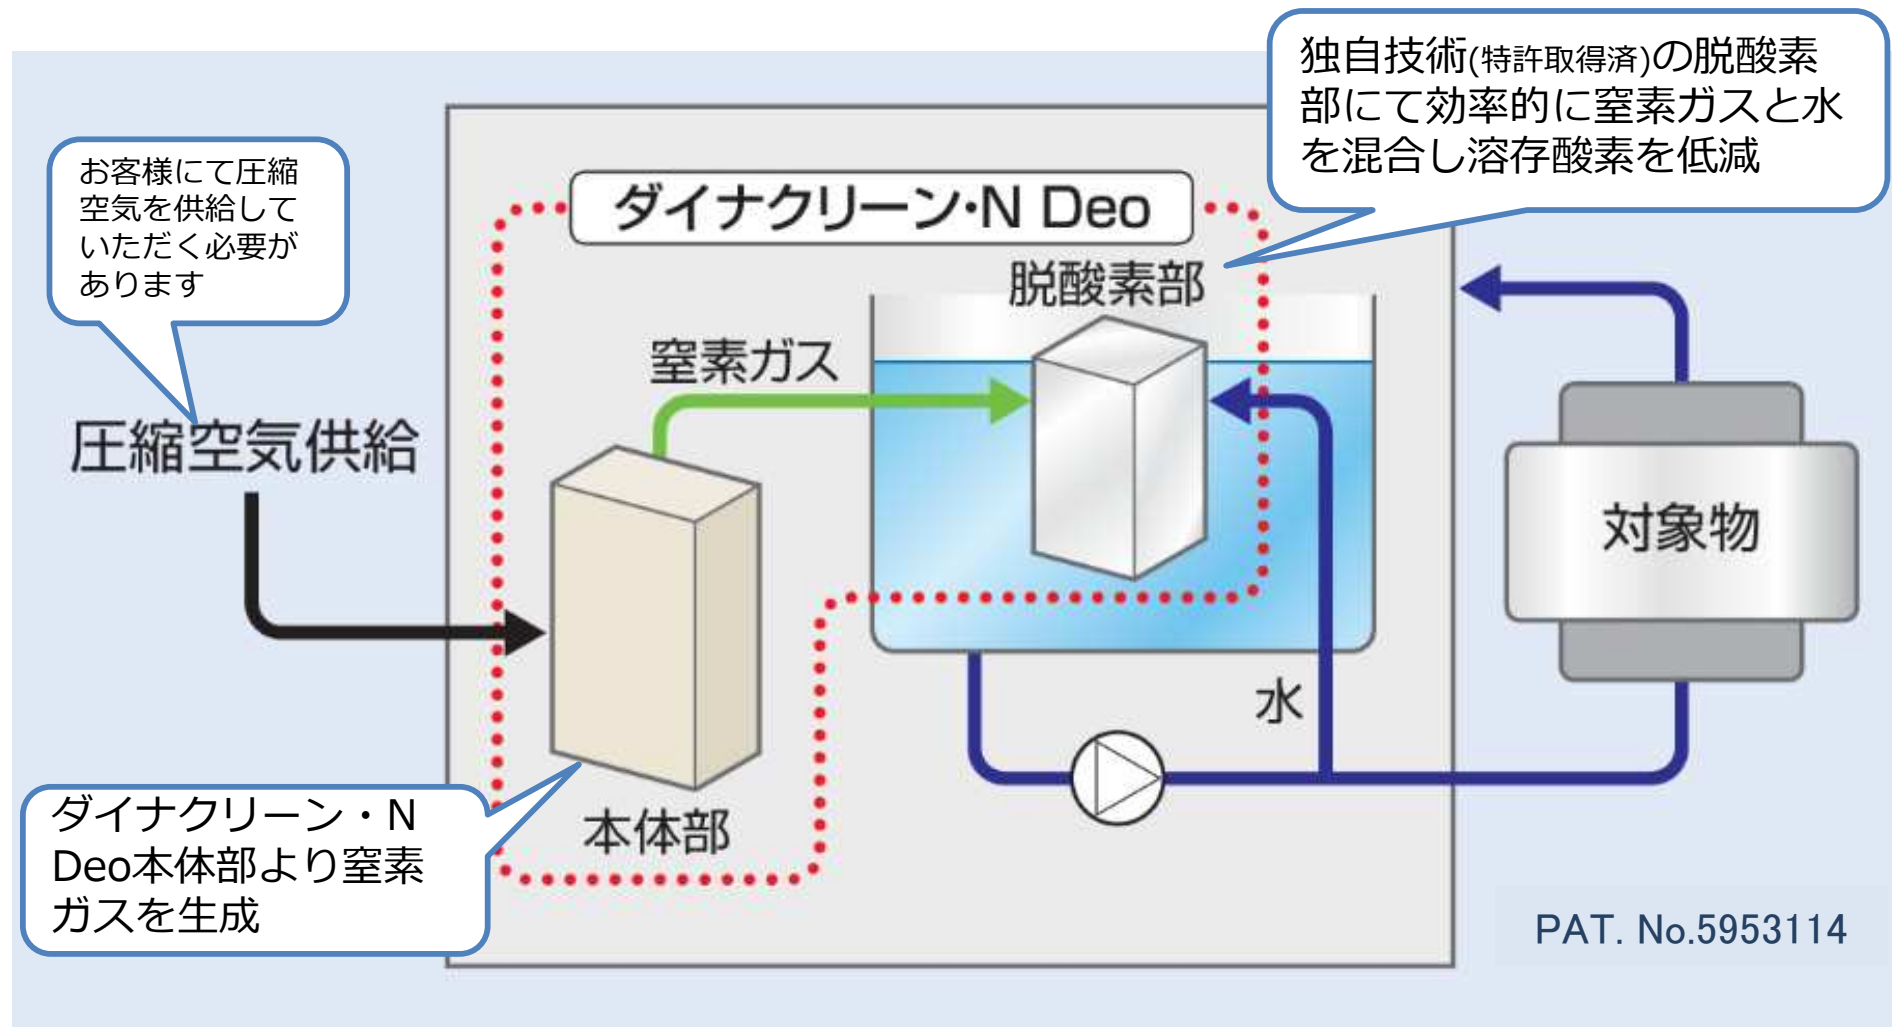 独自技術(特許取得済)の脱酸素
部にて効率的に窒素ガスと水
を混合し溶存酸素を低減
お客様にて圧縮
空気を供給して
いただく必要が
あります
ダイナクリーン・N Deo
脱酸素部
窒素ガス
圧縮空気供給
対象物
水
本体部
ダイナクリーン・N
Deo本体部より窒素
ガスを生成
PAT. No.5953114